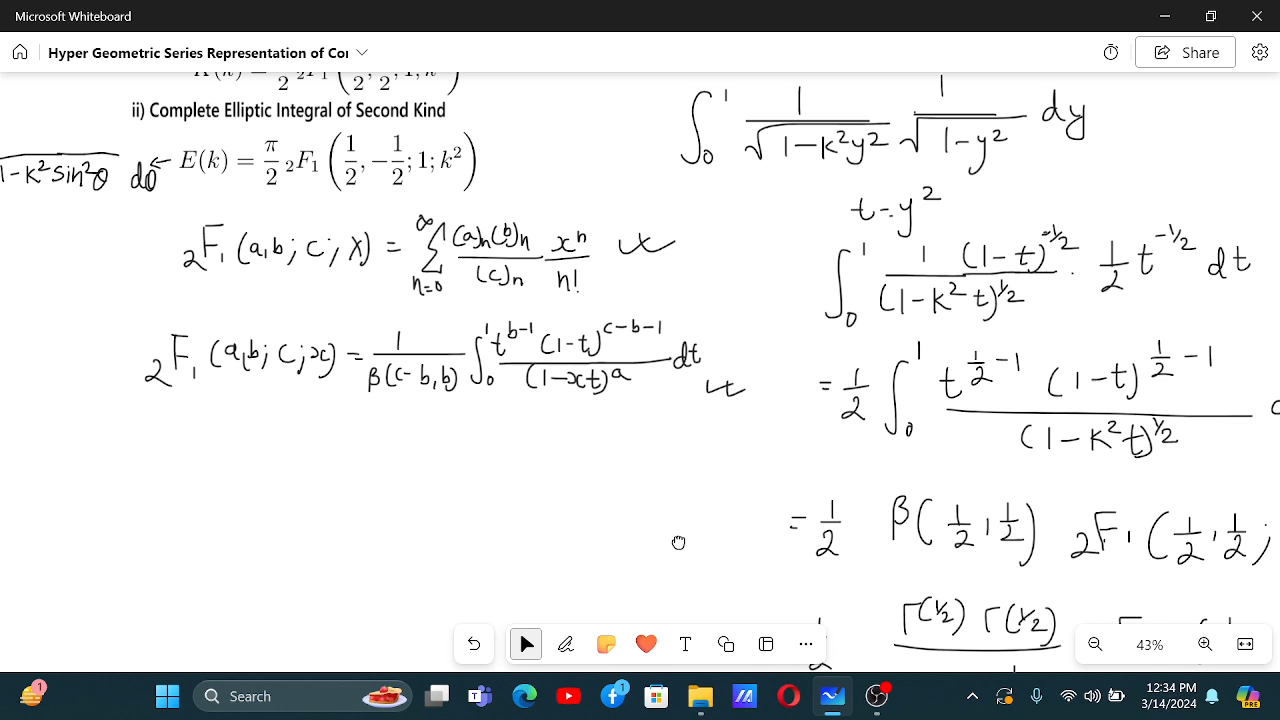 Microsoft Whiteboard
Hyper Geometric Series Representation of Cor
Share
ii) Complete Elliptic Integral of Second Kind
1-k²sin²θ dθ ← E(k) = π/2 ₂F₁(1/2, -1/2; 1; k²)
₂F₁(a,b; c; x) = ∑_{n=0}^{∞} (a)ₙ(b)ₙ/(c)ₙ xⁿ/n!
₂F₁(a,b; c; x) = 1/β(c-b,b) ∫₀¹ t^{b-1} (1-t)^{c-b-1}/(1-xt)^a dt
∫₀¹ 1/√(1-k²y²) 1/√(1-y²) dy
t = y²
∫₀¹ 1/(1-k²t)^{1/2} (1-t)^{-1/2} · 1/2 t^{-1/2} dt
= 1/2 ∫₀¹ t^{1/2-1} (1-t)^{1/2-1}/(1-k²t)^{1/2}
= 1/2 β(1/2, 1/2) ₂F₁(1/2, 1/2;
Γ(1/2) Γ(1/2)
43%
1
Search
1
12:34 PM
3/14/2024
PRE